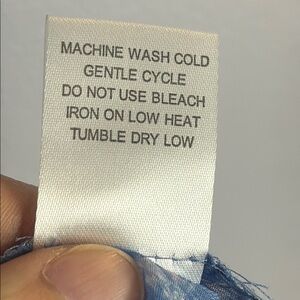 MACHINE WASH COLD
GENTLE CYCLE
DO NOT USE BLEACH
IRON ON LOW HEAT
TUMBLE DRY LOW